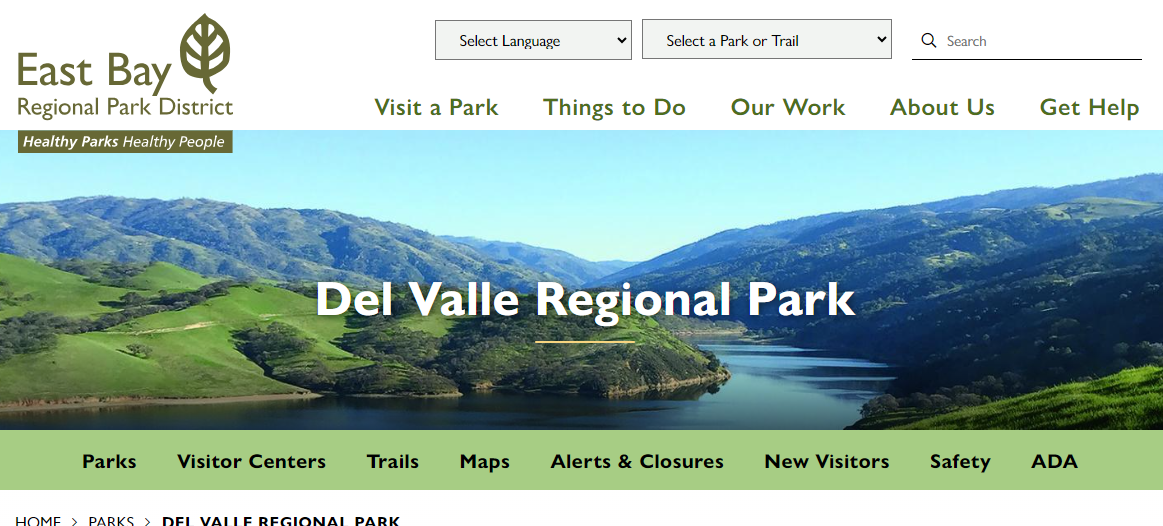 East Bay
Regional Park District
Healthy Parks Healthy People
Select Language
Select a Park or Trail
Search
Visit a Park
Things to Do
Our Work
About Us
Get Help
Del Valle Regional Park
Parks
Visitor Centers
Trails
Maps
Alerts & Closures
New Visitors
Safety
ADA
HOME > PARKS > DEL VALLE REGIONAL PARK